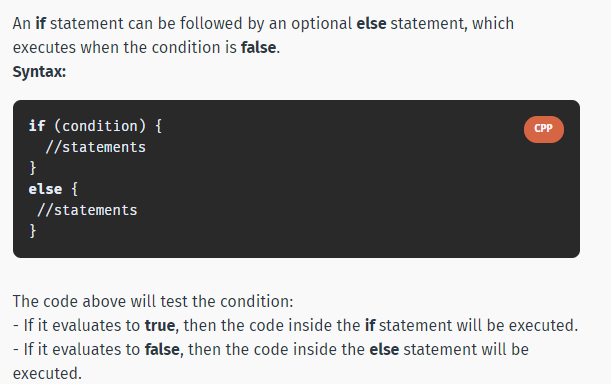 An if statement can be followed by an optional else statement, which
executes when the condition is false.
Syntax:
if (condition) {
CPP
  //statements
}
else {
 //statements
}
The code above will test the condition:
- If it evaluates to true, then the code inside the if statement will be executed.
- If it evaluates to false, then the code inside the else statement will be
executed.